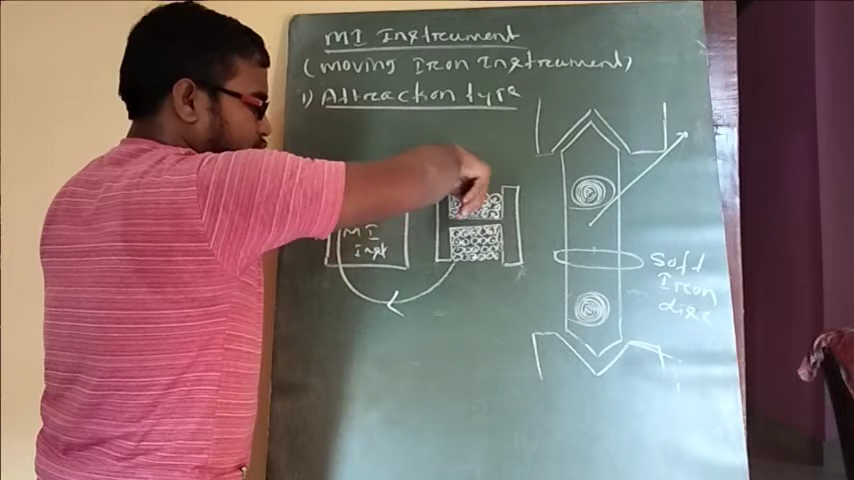 MI Instrument
(Moving Iron Instrument)
1) Attraction type
MI
Inst
Soft
Iron
disc